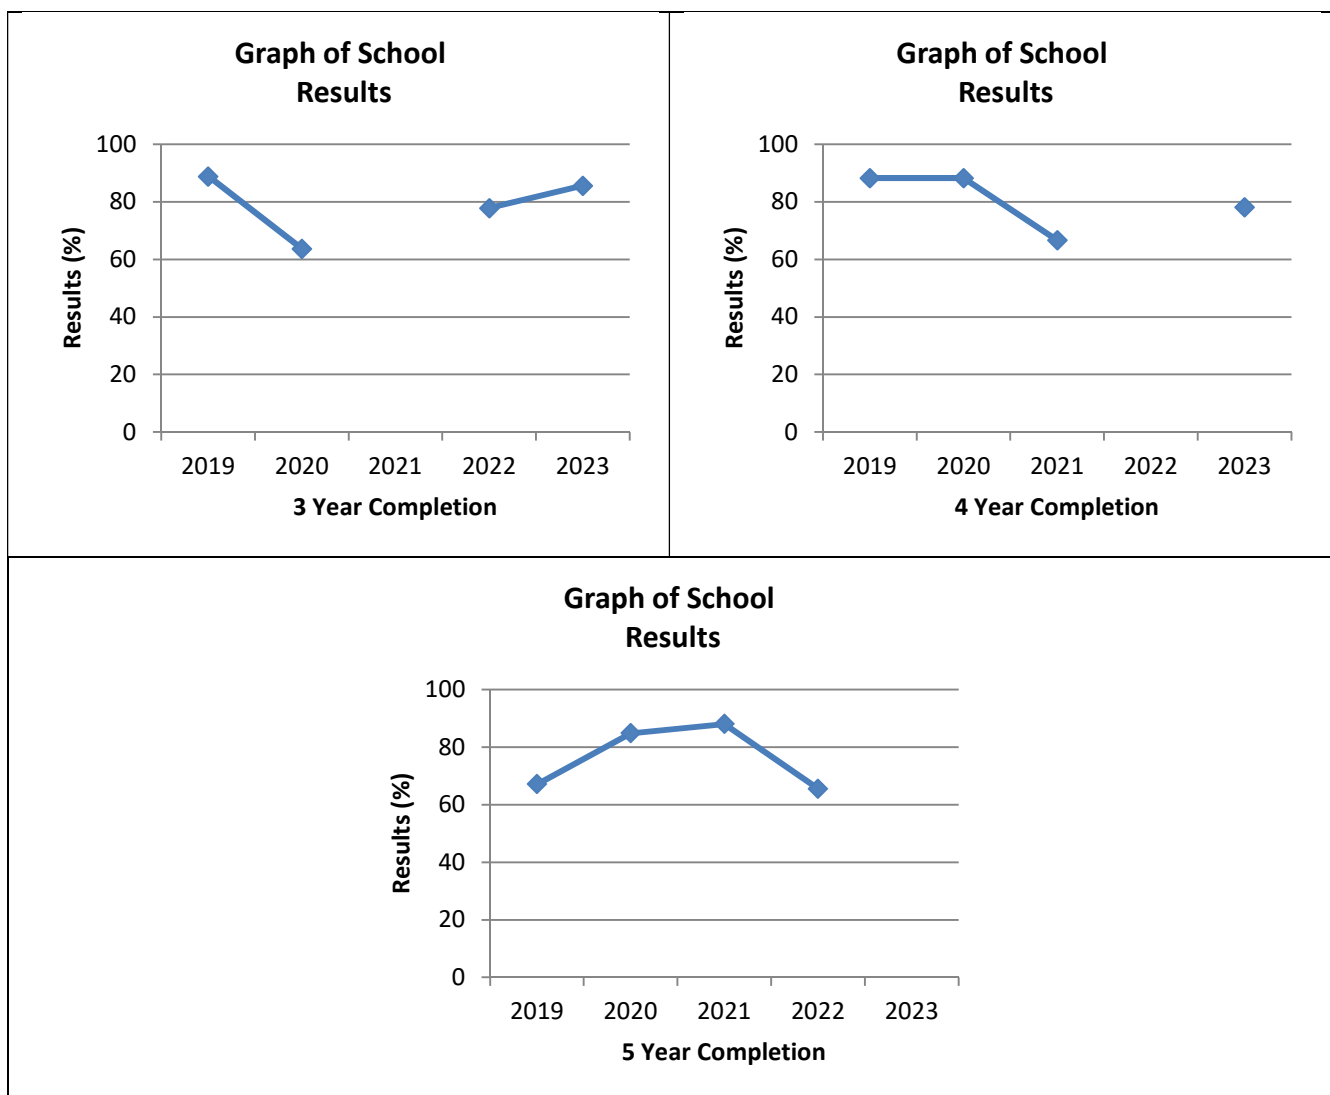 Graph of School
Results
Results (%)
100
80
60
40
20
0
2019 2020 2021 2022 2023
3 Year Completion
Graph of School
Results
Results (%)
100
80
60
40
20
0
2019 2020 2021 2022 2023
4 Year Completion
Graph of School
Results
Results (%)
100
80
60
40
20
0
2019 2020 2021 2022 2023
5 Year Completion